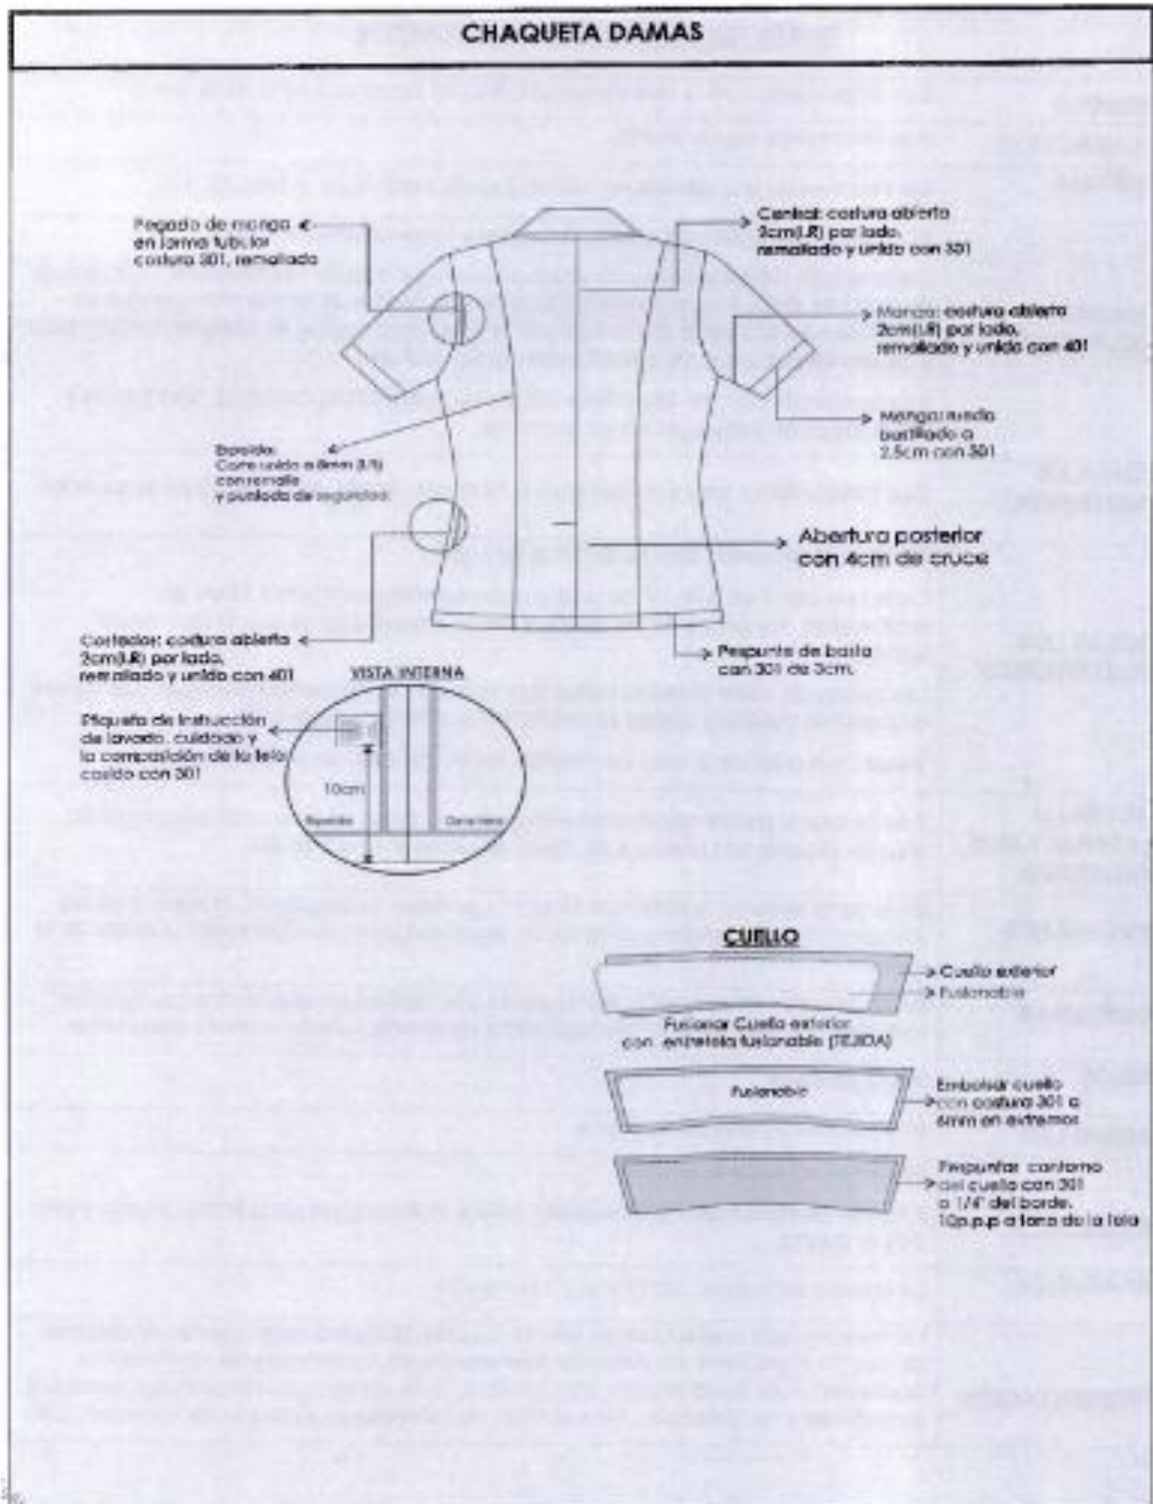 CHAQUETA DAMAS
Pegado de manga
en forma tubular
costura 301, remallado
Central: costura abierta
2cm(I.R) por lado,
remallado y unido con 301
Manga: costura abierta
2cm(I.R) por lado,
remallado y unido con 401
Manga: ruedo
bastillado a
2.5cm con 301
Espalda:
Corte unido a 8mm
con remalle
y puntada de seguridad.
Abertura posterior
con 4cm de cruce
Costados: costura abierta
2cm(I.R) por lado,
remallado y unido con 401
Pespunte de basta
con 301 de 3cm.
VISTA INTERNA
Etiqueta de instrucción
de lavado, cuidado y
la composición de la tela
cosido con 301
10cm
Espalda
Delantero
CUELLO
Cuello exterior
Fusionable
Fusionar Cuello exterior
con entretela fusionable (TEJIDA)
Fusionable
Embolsar cuello
con costura 301 a
6mm en extremos
Pespuntar contorno
del cuello con 301
a 1/4" del borde.
10p.p.p a tono de la tela